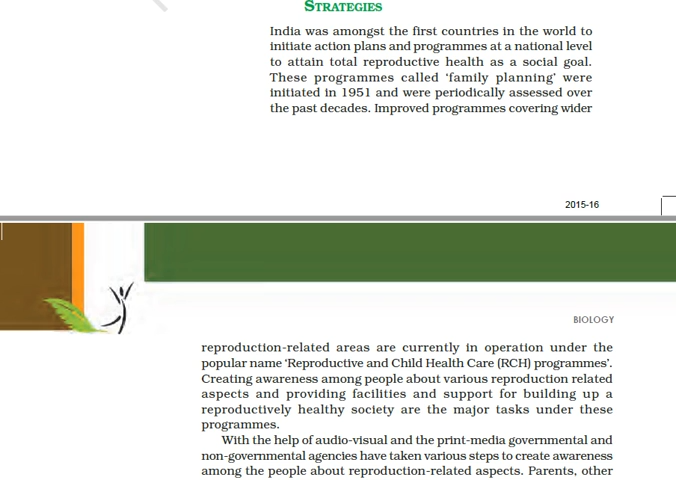 STRATEGIES
India was amongst the first countries in the world to
initiate action plans and programmes at a national level
to attain total reproductive health as a social goal.
These programmes called ‘family planning’ were
initiated in 1951 and were periodically assessed over
the past decades. Improved programmes covering wider
2015-16
BIOLOGY
reproduction-related areas are currently in operation under the
popular name ‘Reproductive and Child Health Care (RCH) programmes’.
Creating awareness among people about various reproduction related
aspects and providing facilities and support for building up a
reproductively healthy society are the major tasks under these
programmes.
With the help of audio-visual and the print-media governmental and
non-governmental agencies have taken various steps to create awareness
among the people about reproduction-related aspects. Parents, other